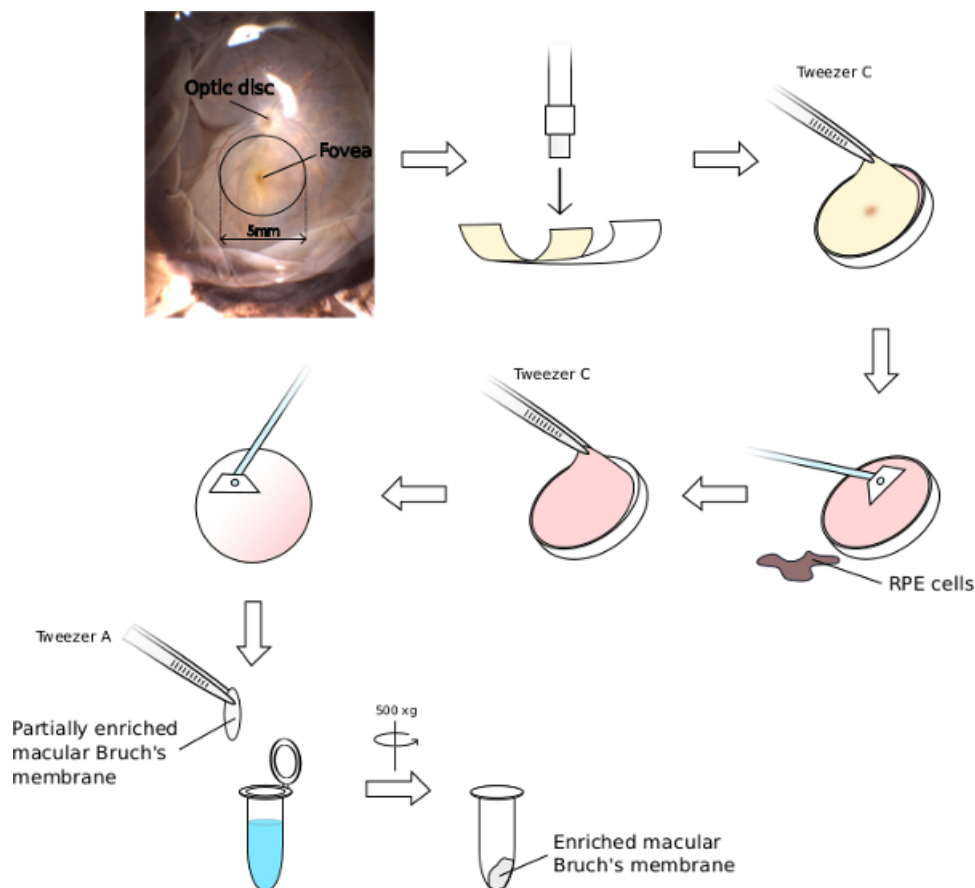 Optic disc
Fovea
5mm
Tweezer C
Tweezer C
RPE cells
Tweezer A
Partially enriched
macular Bruch's
membrane
500 xg
Enriched macular
Bruch's membrane